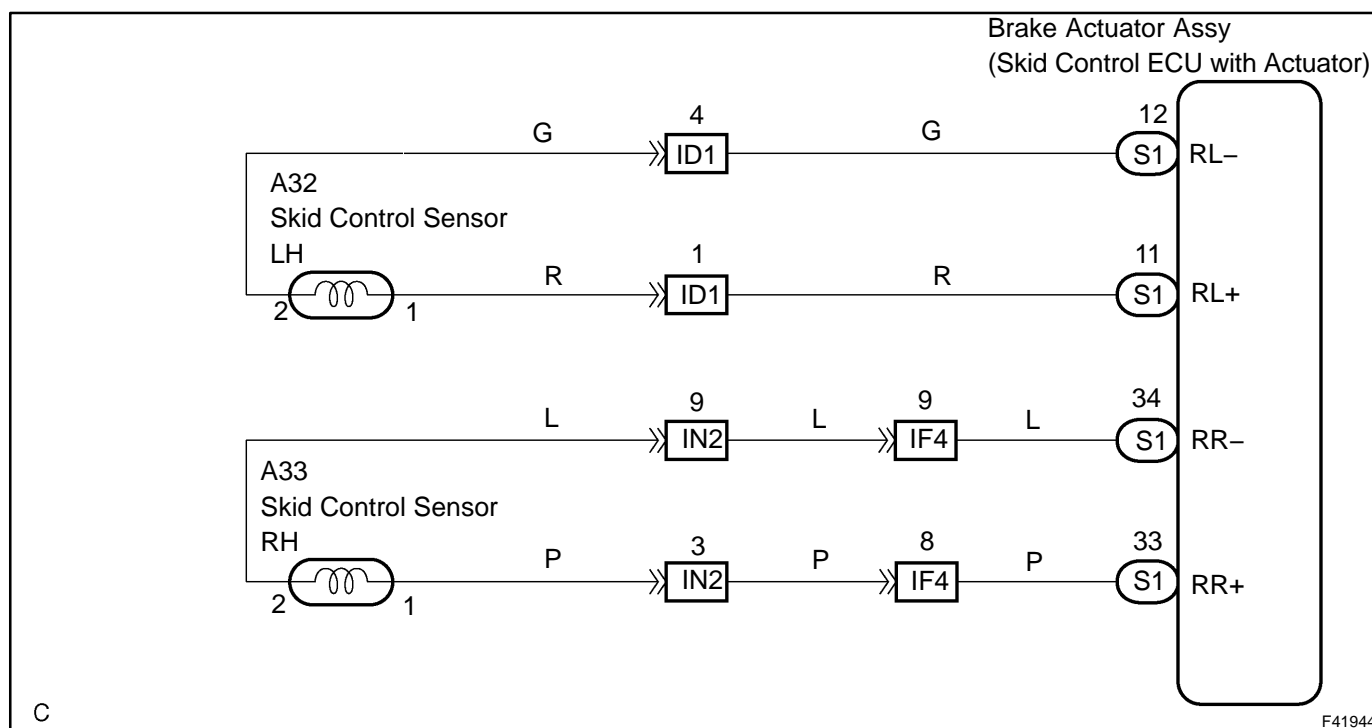 Brake Actuator Assy
(Skid Control ECU with Actuator)
4
12
G
G
ID1
S1
RL−
A32
Skid Control Sensor
LH
1
11
R
R
ID1
S1
RL+
2
1
9
9
34
L
L
L
IN2
IF4
S1
RR−
A33
Skid Control Sensor
RH
3
8
33
P
P
P
IN2
IF4
S1
RR+
2
1
C
F41944